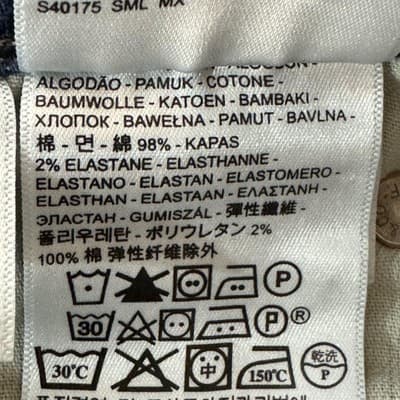 S40175 SML MX
ALGODÃO - PAMUK - COTONE -
BAUMWOLLE - KATOEN - BAMBAKI -
ХЛОПОК - BAWEŁNA - PAMUT - BAVLNA -
棉 - 면 - 綿 98% - KAPAS
2% ELASTANE - ELASTHANNE -
ELASTANO - ELASTAN - ELASTOMERO -
ELASTHAN - ELASTAAN - ΕΛΑΣΤΑΝΗ -
ЭЛАСТАН - GUMISZÁL - 彈性纖維 -
폴리우레탄 - ポリウレタン 2%
100% 棉 弹性纤维除外
P
30 P ®
30°C 中 150°C 乾洗 P